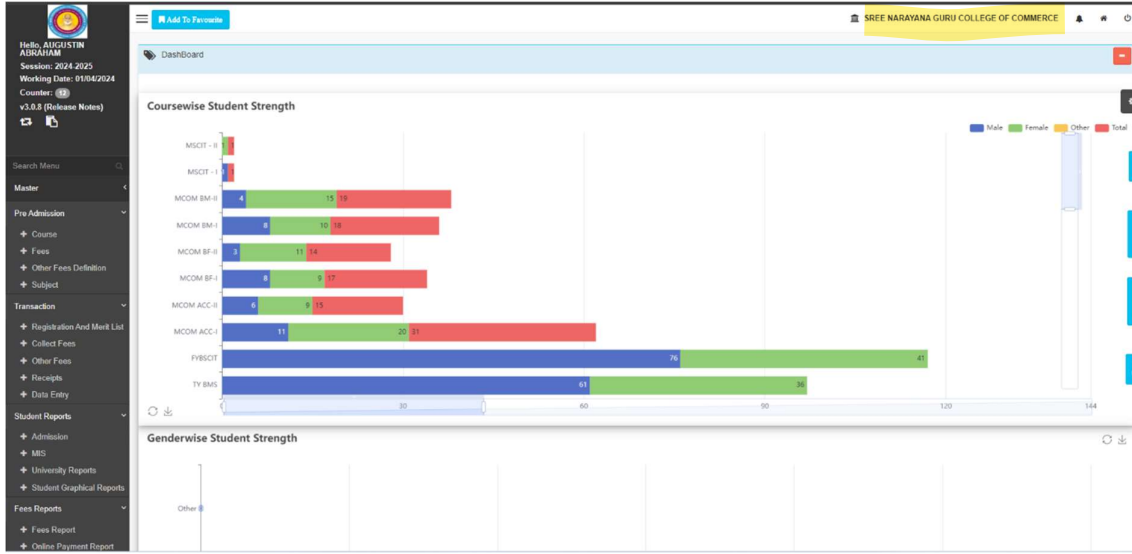 Add To Favourite
SREE NARAYANA GURU COLLEGE OF COMMERCE
Hello, AUGUSTIN
ABRAHAM
Session: 2024-2025
Working Date: 01/04/2024
Counter: 12
v3.0.8 (Release Notes)
Search Menu
Master
Pre Admission
Course
Fees
Other Fees Definition
Subject
Transaction
Registration And Merit List
Collect Fees
Other Fees
Receipts
Data Entry
Student Reports
Admission
MIS
University Reports
Student Graphical Reports
Fees Reports
Fees Report
Online Payment Report
DashBoard
Coursewise Student Strength
Male Female Other Total
MSCIT - II 1 1
MSCIT - I 1
MCOM BM-II 4 15 19
MCOM BM-I 8 10 18
MCOM BF-II 3 11 14
MCOM BF-I 8 9 17
MCOM ACC-II 6 9 15
MCOM ACC-I 11 20 31
FYBSCIT 76 41
TY BMS 61 36
30 60 90 120 144
Genderwise Student Strength
Other